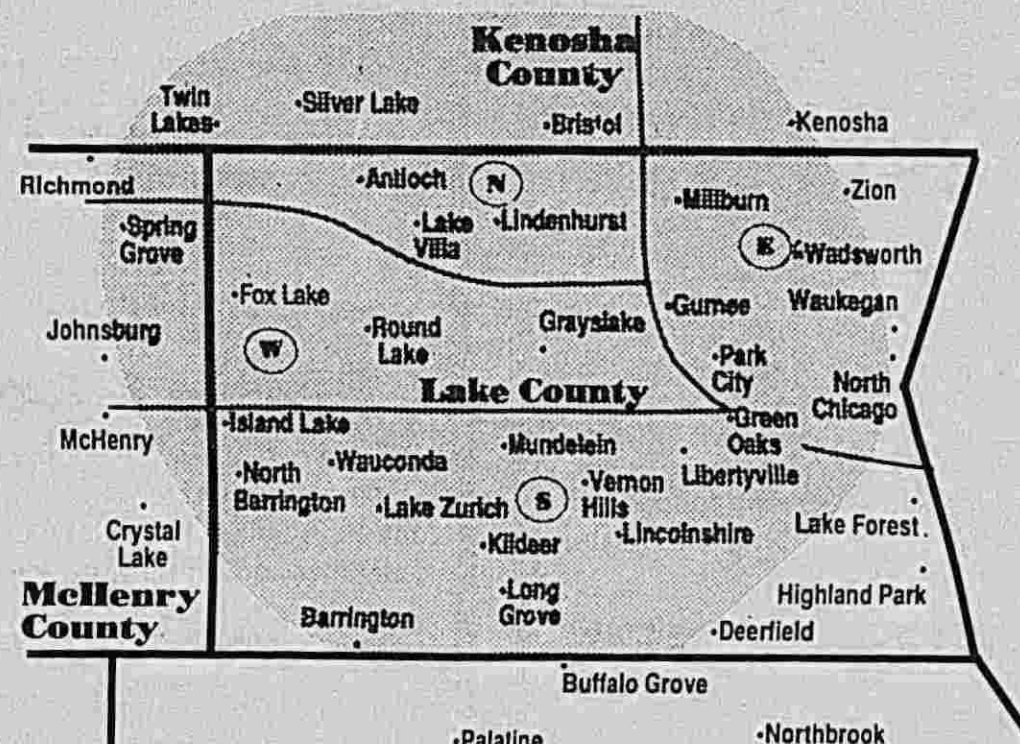 Kenosha
County
Twin
Lakes
Silver Lake
Bristol
Kenosha
Richmond
Antioch
N
Millburn
Zion
Spring
Grove
Lake
Villa
Lindenhurst
E
Wadsworth
Fox Lake
Gurnee
Waukegan
Johnsburg
W
Round
Lake
Grayslake
Park
City
North
Chicago
Lake County
McHenry
Island Lake
Mundelein
Green
Oaks
North
Barrington
Wauconda
Lake Zurich
S
Vernon
Hills
Libertyville
Crystal
Lake
Kildeer
Lincolnshire
Lake Forest
McHenry
County
Barrington
Long
Grove
Highland Park
Deerfield
Buffalo Grove
Palatine
Northbrook